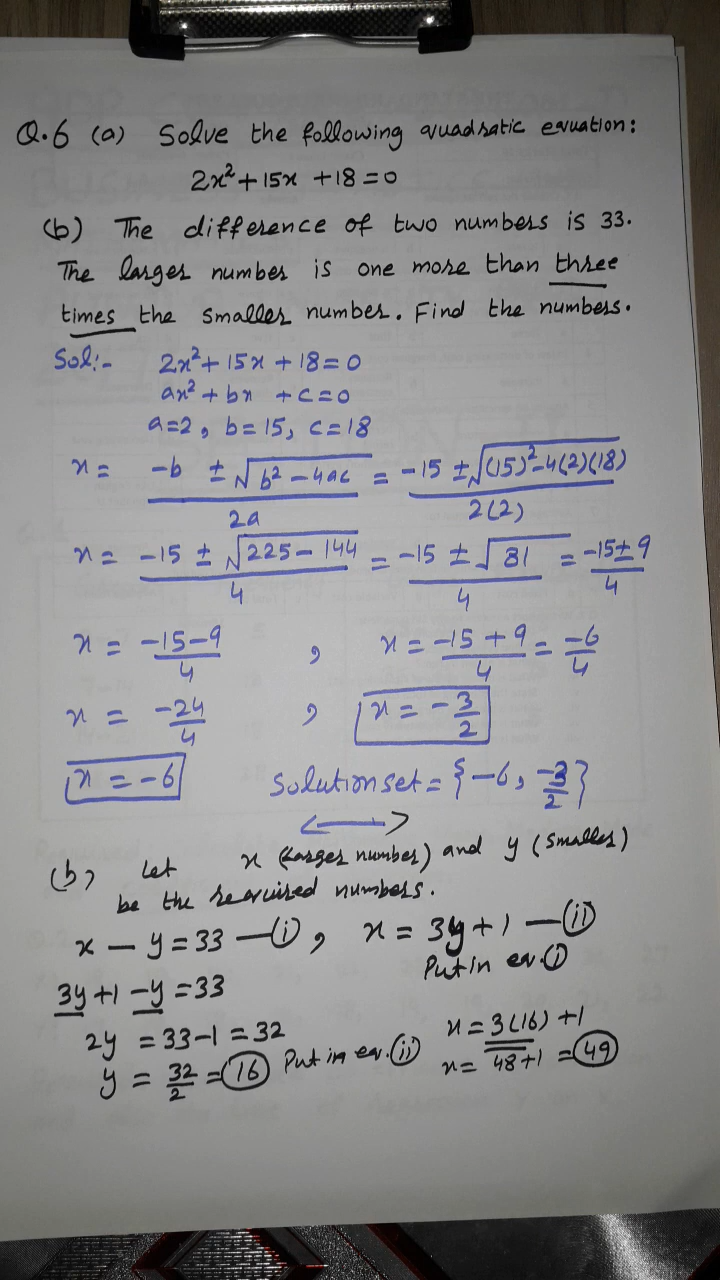 Q.6 (a) Solve the following quadratic equation:
2x² + 15x + 18 = 0
(b) The difference of two numbers is 33.
The larger number is one more than three
times the smaller number. Find the numbers.
Sol:- 2x² + 15x + 18 = 0
ax² + bx + c = 0
a=2, b=15, c=18
x = (-b ± √(b² - 4ac))/2a = (-15 ± √((15)² - 4(2)(18)))/2(2)
x = (-15 ± √(225 - 144))/4 = (-15 ± √81)/4 = (-15 ± 9)/4
x = (-15-9)/4 , x = (-15+9)/4 = -6/4
x = -24/4 , x = -3/2
x = -6 Solution set = {-6, -3/2}
(b) Let x (larger number) and y (smaller)
be the required numbers.
x - y = 33 —(i), x = 3y + 1 —(ii)
Put in eq.(i)
3y + 1 - y = 33
2y = 33 - 1 = 32
y = 32/2 = 16 Put in eq.(ii) x = 3(16) + 1
x = 48 + 1 = 49